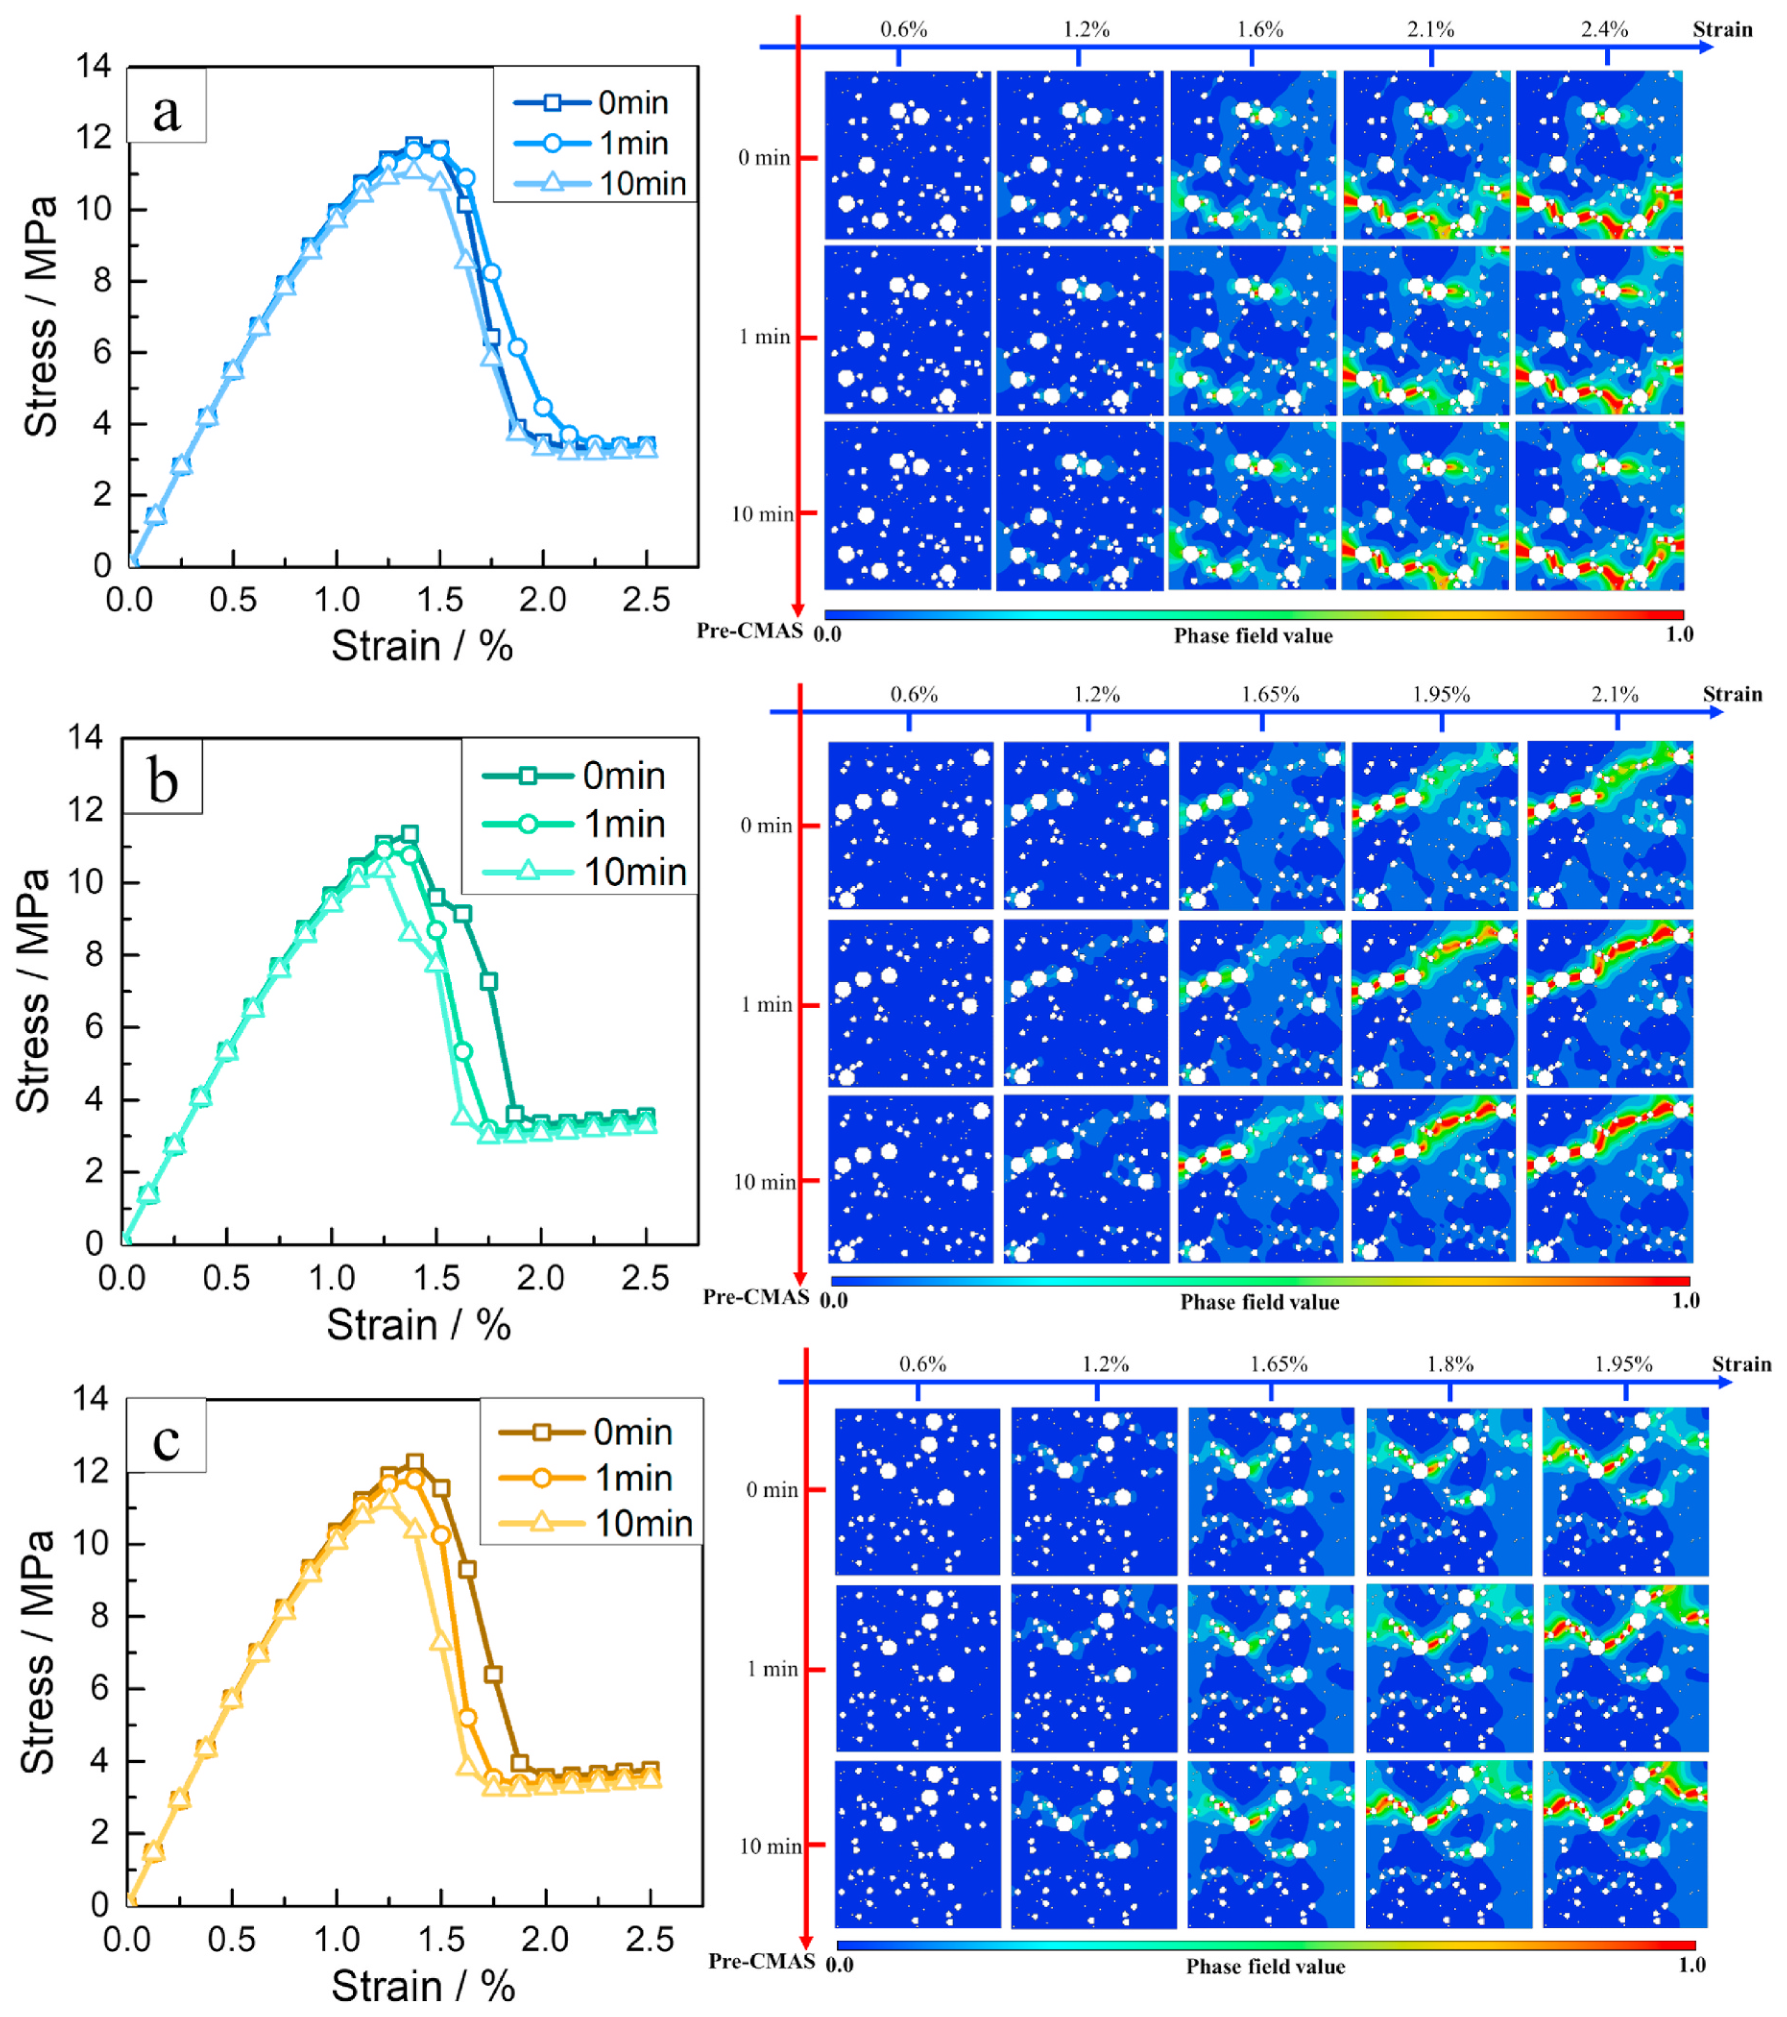 a
0min
1min
10min
14
12
10
8
6
4
2
0
0.0 0.5 1.0 1.5 2.0 2.5
Stress / MPa
Strain / %
0.6% 1.2% 1.6% 2.1% 2.4% Strain
0 min
1 min
10 min
Pre-CMAS 0.0 Phase field value 1.0
b
0min
1min
10min
14
12
10
8
6
4
2
0
0.0 0.5 1.0 1.5 2.0 2.5
Stress / MPa
Strain / %
0.6% 1.2% 1.65% 1.95% 2.1% Strain
0 min
1 min
10 min
Pre-CMAS 0.0 Phase field value 1.0
c
0min
1min
10min
14
12
10
8
6
4
2
0
0.0 0.5 1.0 1.5 2.0 2.5
Stress / MPa
Strain / %
0.6% 1.2% 1.65% 1.8% 1.95% Strain
0 min
1 min
10 min
Pre-CMAS 0.0 Phase field value 1.0